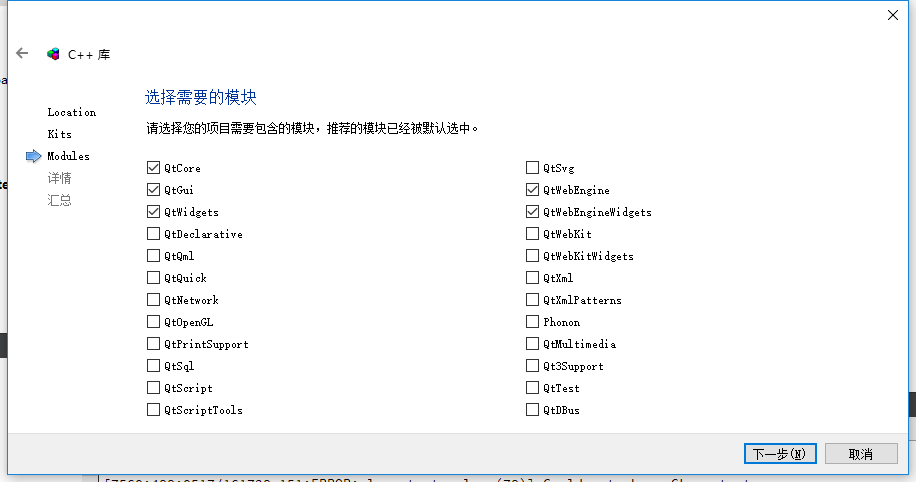 C++ 库
选择需要的模块
请选择您的项目需要包含的模块，推荐的模块已经被默认选中。
Location
Kits
Modules
详情
汇总
QtCore
QtGui
QtWidgets
QtDeclarative
QtQml
QtQuick
QtNetwork
QtOpenGL
QtPrintSupport
QtSql
QtScript
QtScriptTools
QtSvg
QtWebEngine
QtWebEngineWidgets
QtWebKit
QtWebKitWidgets
QtXml
QtXmlPatterns
Phonon
QtMultimedia
Qt3Support
QtTest
QtDBus
下一步(N)
取消